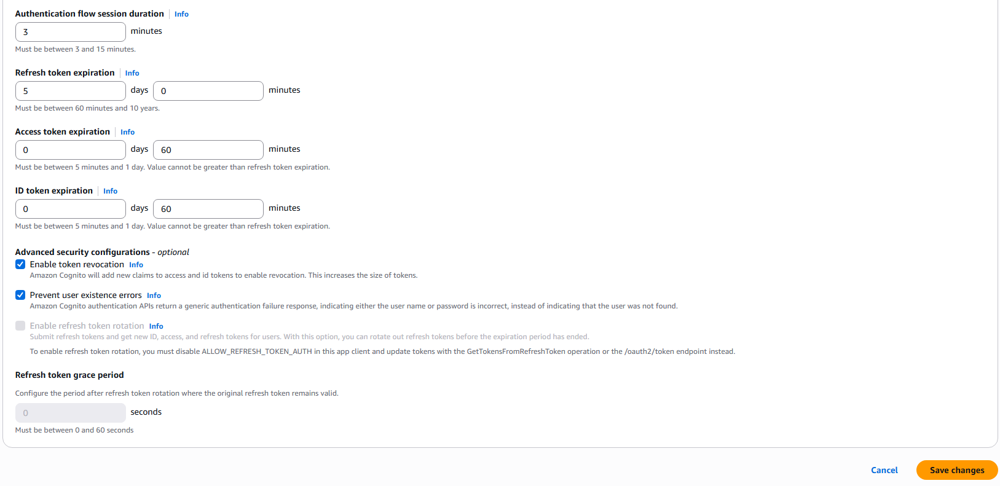 Authentication flow session duration Info
3 minutes
Must be between 3 and 15 minutes.
Refresh token expiration Info
5 days 0 minutes
Must be between 60 minutes and 10 years.
Access token expiration Info
0 days 60 minutes
Must be between 5 minutes and 1 day. Value cannot be greater than refresh token expiration.
ID token expiration Info
0 days 60 minutes
Must be between 5 minutes and 1 day. Value cannot be greater than refresh token expiration.
Advanced security configurations - optional
Enable token revocation Info
Amazon Cognito will add new claims to access and id tokens to enable revocation. This increases the size of tokens.
Prevent user existence errors Info
Amazon Cognito authentication APIs return a generic authentication failure response, indicating either the user name or password is incorrect, instead of indicating that the user was not found.
Enable refresh token rotation Info
Submit refresh tokens and get new ID, access, and refresh tokens for users. With this option, you can rotate out refresh tokens before the expiration period has ended.
To enable refresh token rotation, you must disable ALLOW_REFRESH_TOKEN_AUTH in this app client and update tokens with the GetTokensFromRefreshToken operation or the /oauth2/token endpoint instead.
Refresh token grace period
Configure the period after refresh token rotation where the original refresh token remains valid.
0 seconds
Must be between 0 and 60 seconds
Cancel Save changes